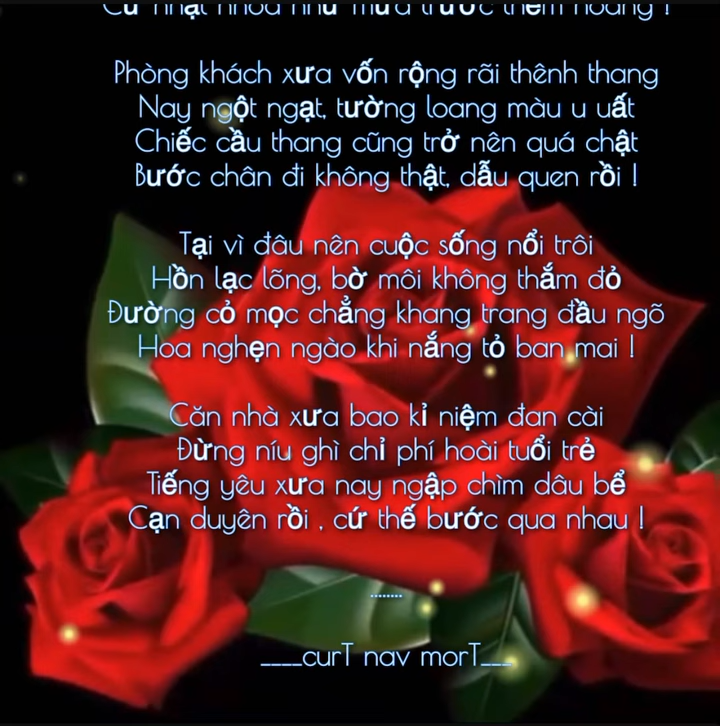 Cứ nhạt nhòa như mưa trước thềm hoang !
Phòng khách xưa vốn rộng rãi thênh thang
Nay ngột ngạt, tường loang màu u uất
Chiếc cầu thang cũng trở nên quá chật
Bước chân đi không thật, dẫu quen rồi !
Tại vì đâu nên cuộc sống nổi trôi
Hồn lạc lõng, bờ môi không thắm đỏ
Đường cỏ mọc chẳng khang trang đầu ngõ
Hoa nghẹn ngào khi nắng tỏ ban mai !
Căn nhà xưa bao kỉ niệm đan cài
Đừng níu ghì chỉ phí hoài tuổi trẻ
Tiếng yêu xưa nay ngập chìm dâu bể
Cạn duyên rồi , cứ thế bước qua nhau !
........
____curT nav morT___